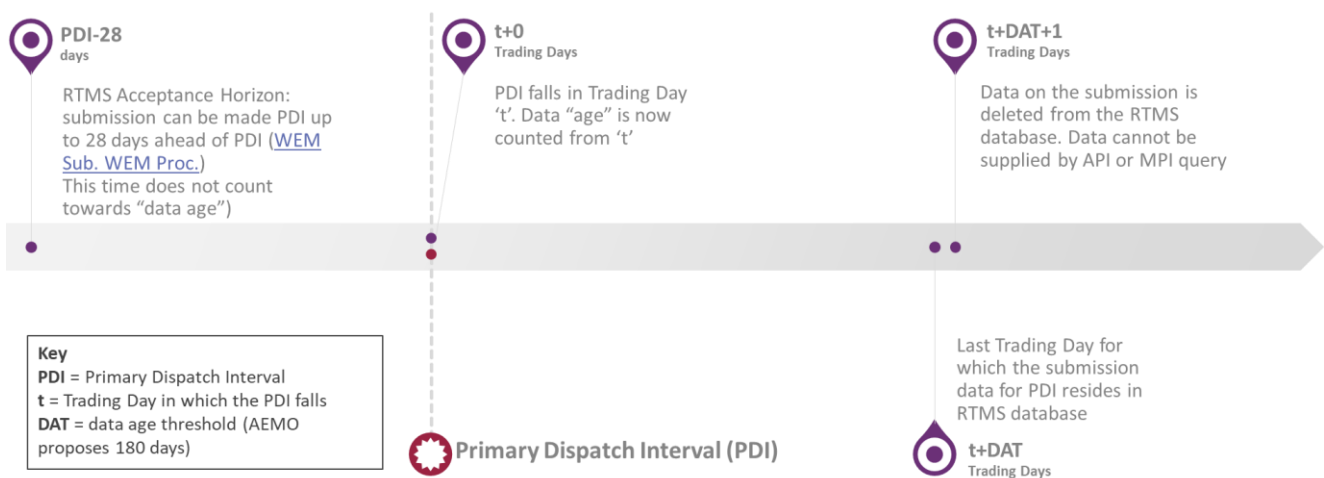 PDI-28
days
RTMS Acceptance Horizon:
submission can be made PDI up
to 28 days ahead of PDI (WEM
Sub. WEM Proc.)
This time does not count
towards “data age”)
t+0
Trading Days
PDI falls in Trading Day
‘t’. Data “age” is now
counted from ‘t’
t+DAT+1
Trading Days
Data on the submission is
deleted from the RTMS
database. Data cannot be
supplied by API or MPI query
Key
PDI = Primary Dispatch Interval
t = Trading Day in which the PDI falls
DAT = data age threshold (AEMO
proposes 180 days)
Primary Dispatch Interval (PDI)
Last Trading Day for
which the submission
data for PDI resides in
RTMS database
t+DAT
Trading Days